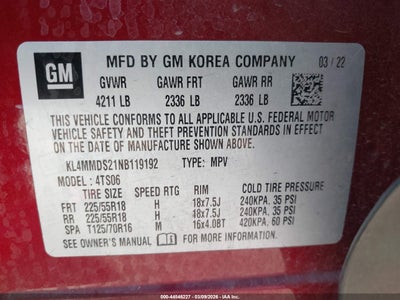 GM
MFD BY GM KOREA COMPANY 03 / 22
GVWR GAWR FRT GAWR RR
4211 LB 2336 LB 2336 LB
THIS VEHICLE CONFORMS TO ALL APPLICABLE U.S. FEDERAL MOTOR
VEHICLE SAFETY AND THEFT PREVENTION STANDARDS IN EFFECT
ON THE DATE OF MANUFACTURE SHOWN ABOVE.
KL4MMDS21NB119192 TYPE: MPV
MODEL: 4TS06
TIRE SIZE SPEED RTG RIM COLD TIRE PRESSURE
FRT 225/55R18 H 18x7.5J 240KPA, 35 PSI
RR 225/55R18 H 18x7.5J 240KPA, 35 PSI
SPA T125/70R16 M 16x4.0BT 420KPA, 60 PSI
SEE OWNER'S MANUAL FOR MORE INFORMATION
000-44546227 - 03/09/2026 - IAA Inc.